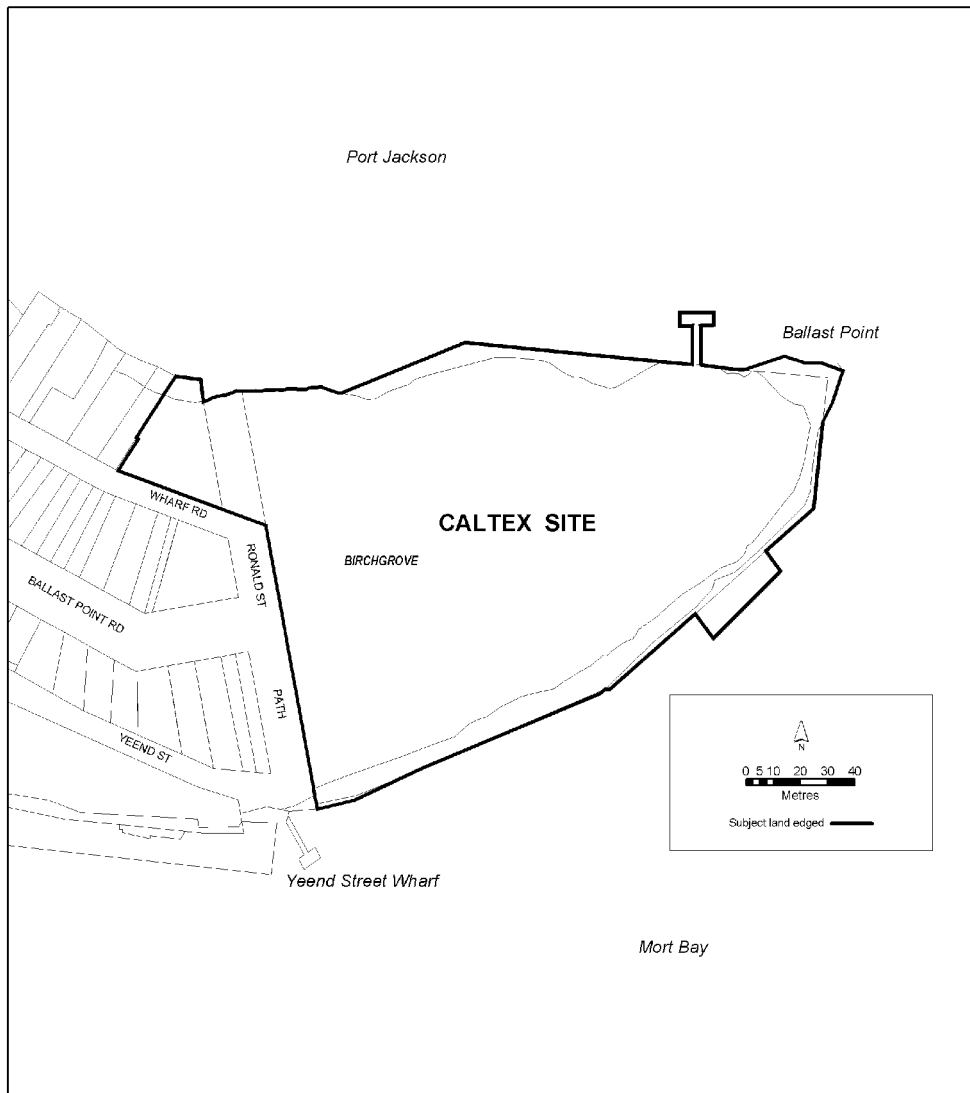 Port Jackson
Ballast Point
WHARF RD
CALTEX SITE
RONALD ST
BIRCHGROVE
BALLAST POINT RD
PATH
YEEND ST
N
0 5 10 20 30 40
Metres
Subject land edged
Yeend Street Wharf
Mort Bay